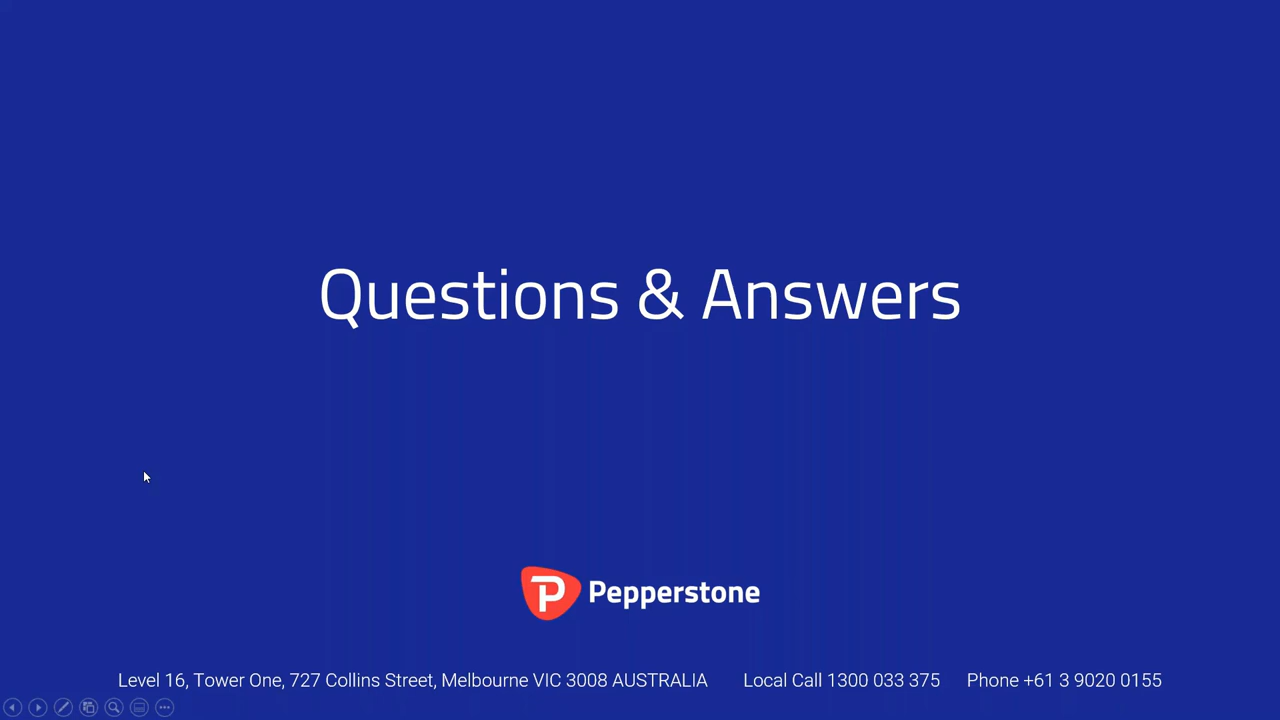 Questions & Answers
Pepperstone
Level 16, Tower One, 727 Collins Street, Melbourne VIC 3008 AUSTRALIA Local Call 1300 033 375 Phone +61 3 9020 0155